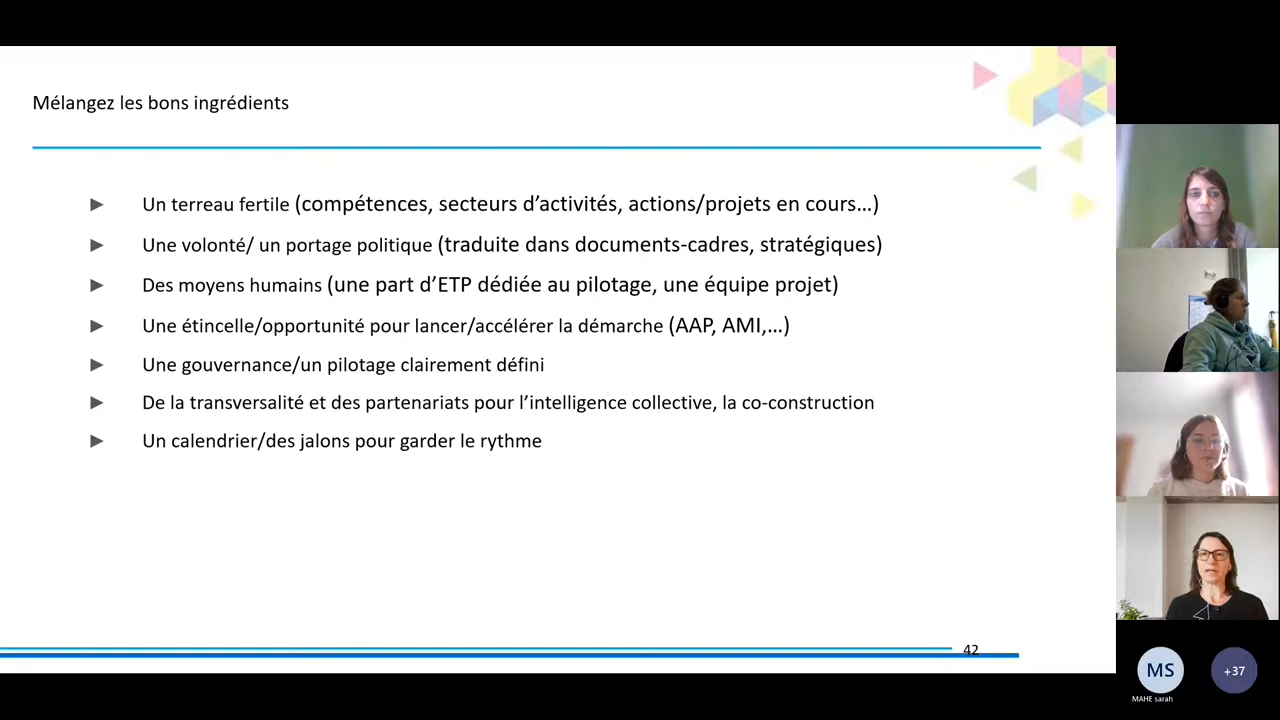 Mélangez les bons ingrédients
Un terreau fertile (compétences, secteurs d’activités, actions/projets en cours…)
Une volonté/ un portage politique (traduite dans documents-cadres, stratégiques)
Des moyens humains (une part d’ETP dédiée au pilotage, une équipe projet)
Une étincelle/opportunité pour lancer/accélérer la démarche (AAP, AMI,…)
Une gouvernance/un pilotage clairement défini
De la transversalité et des partenariats pour l’intelligence collective, la co-construction
Un calendrier/des jalons pour garder le rythme
42
MS
+37
MAHE sarah